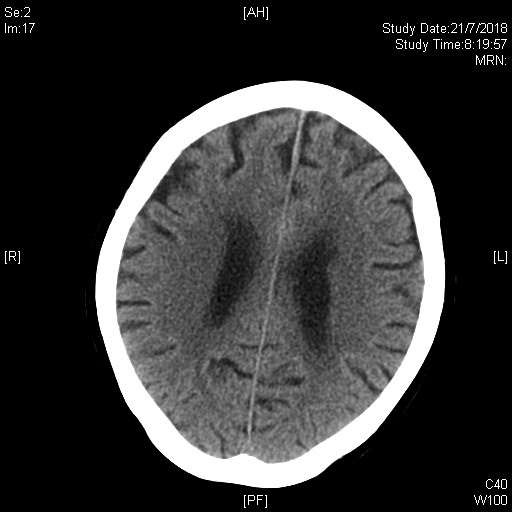 Se:2
Im:17
[AH]
Study Date:21/7/2018
Study Time:8:19:57
MRN:
[R]
[L]
[PF]
C40
W100